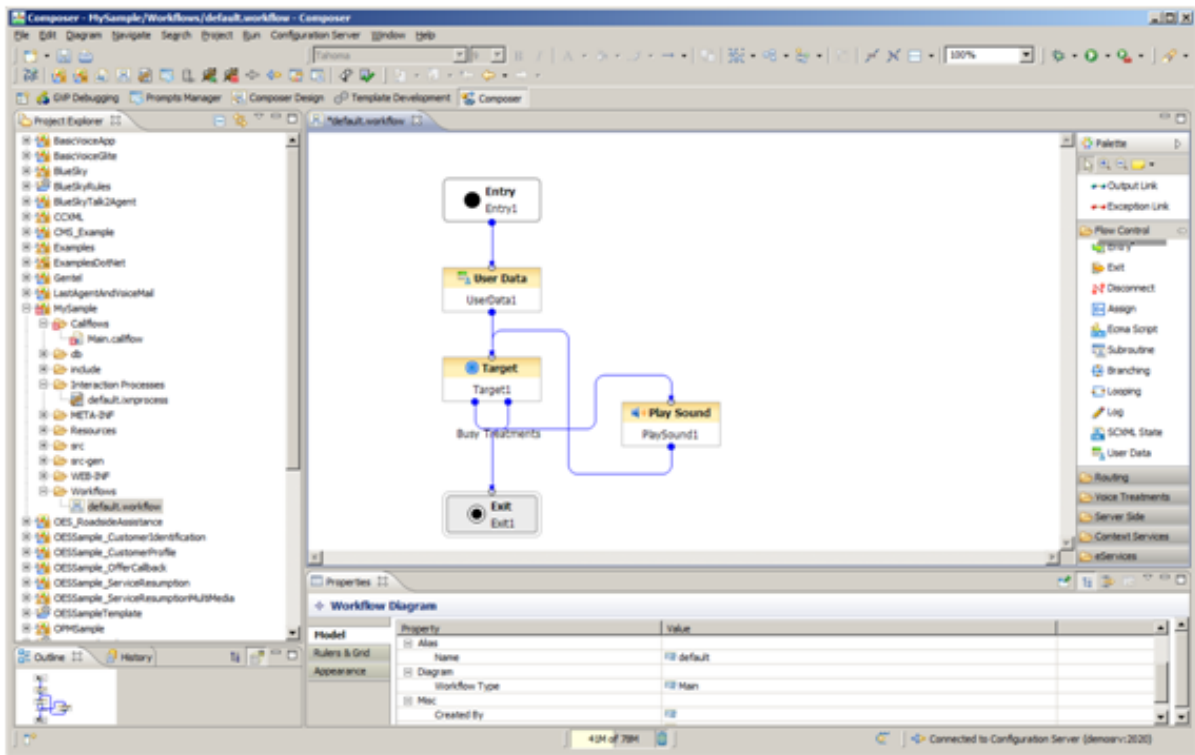 Composer - MySample/Workflows/default.workflow - Composer
File Edit Diagram Navigate Search Project Run Configuration Server Window Help
Tahoma 9 100%
GVP Debugging Prompts Manager Composer Design Template Development Composer
Project Explorer
BasicVoiceApp
BasicVoiceGlite
BlueSky
BlueSkyRules
BlueSkyTalk2Agent
CCXML
CMS_Example
Examples
ExamplesDotNet
Gentel
LastAgentAndVoiceMail
MySample
Callflows
Main.callflow
db
include
Interaction Processes
default.ixnprocess
META-INF
Resources
src
src-gen
WEB-INF
Workflows
default.workflow
OES_RoadsideAssistance
OESSample_CustomerIdentification
OESSample_CustomerProfile
OESSample_OfferCallback
OESSample_ServiceResumption
OESSample_ServiceResumptionMultiMedia
OESSampleTemplate
OPMSample
Outline History
*default.workflow
Entry
Entry1
User Data
UserData1
Target
Target1
Busy Treatments
Play Sound
PlaySound1
Exit
Exit1
Palette
Output Link
Exception Link
Flow Control
Entry
Exit
Disconnect
Assign
Ecma Script
Subroutine
Branching
Looping
Log
SCXML State
User Data
Routing
Voice Treatments
Server Side
Context Services
eServices
Properties
Workflow Diagram
Model
Rulers & Grid
Appearance
Property Value
Alias
Name default
Diagram
Workflow Type Main
Misc
Created By
41M of 78M
Connected to Configuration Server (demosrv:2020)